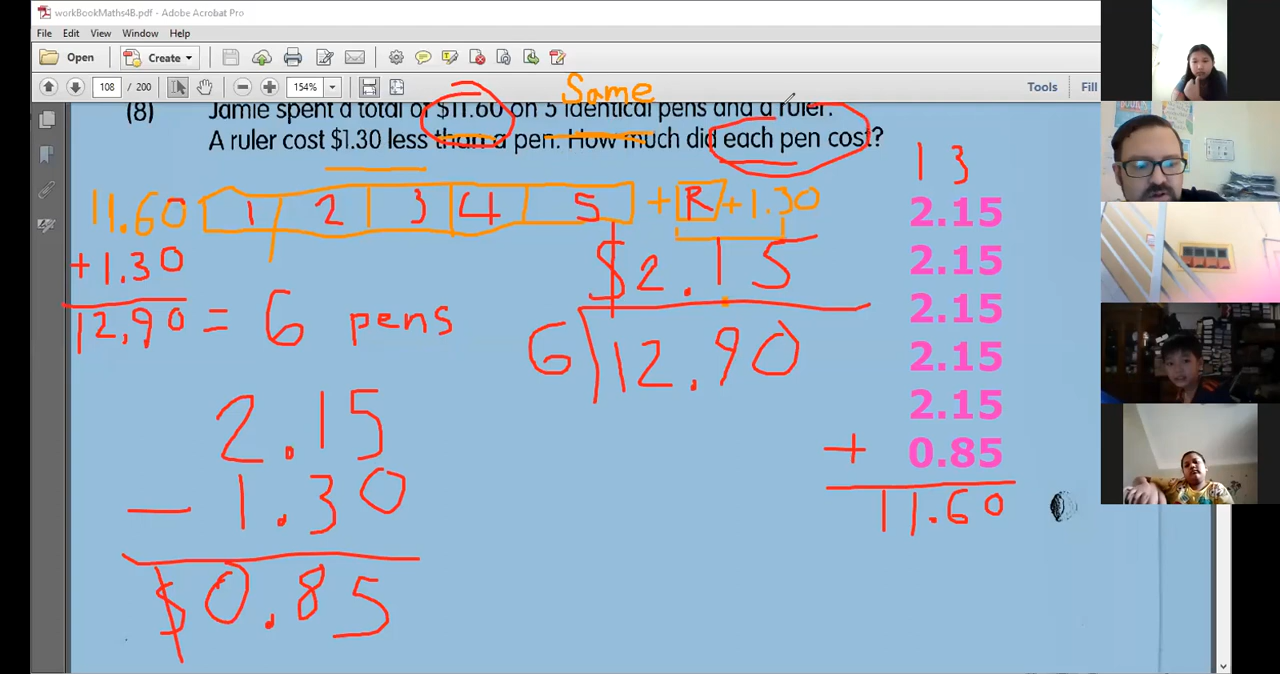 workBookMaths4B.pdf - Adobe Acrobat Pro
File Edit View Window Help
Open Create
108 / 200 154% Tools Fill
Same
(8) Jamie spent a total of $11.60 on 5 identical pens and a ruler.
A ruler cost $1.30 less than a pen. How much did each pen cost?
11.60 1 2 3 4 5 + R +1.30
+1.30
12.90 = 6 pens
$2.15
6 12.90
2.15
- 1.30
$0.85
1 3
2.15
2.15
2.15
2.15
2.15
+ 0.85
11.60